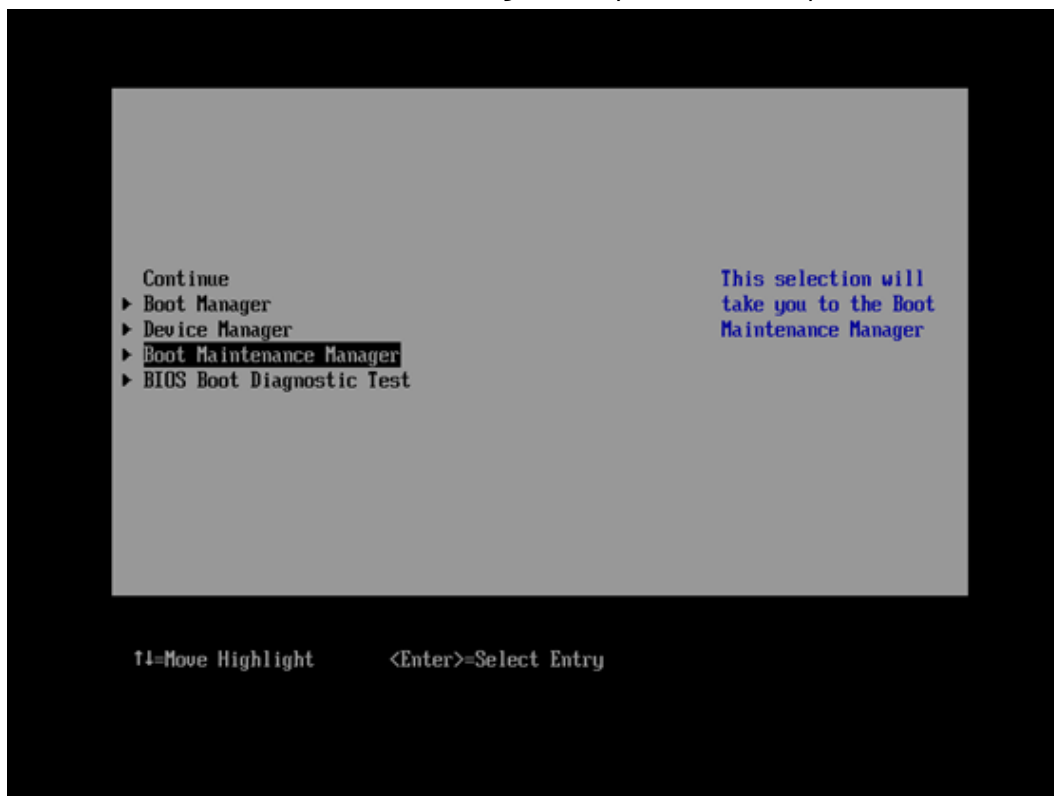 Continue
▶ Boot Manager
▶ Device Manager
▶ Boot Maintenance Manager
▶ BIOS Boot Diagnostic Test
This selection will
take you to the Boot
Maintenance Manager
↑↓=Move Highlight <Enter>=Select Entry